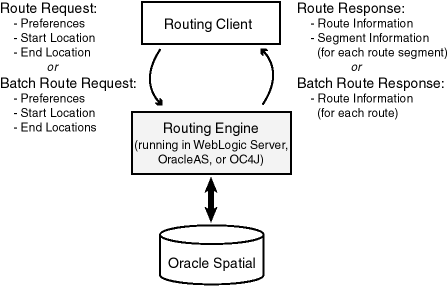 Route Request:
- Preferences
- Start Location
- End Location
or
Batch Route Request:
- Preferences
- Start Location
- End Locations
Routing Client
Route Response:
- Route Information
- Segment Information
(for each route segment)
or
Batch Route Response:
- Route Information
(for each route)
Routing Engine
(running in WebLogic Server,
OracleAS, or OC4J)
Oracle Spatial